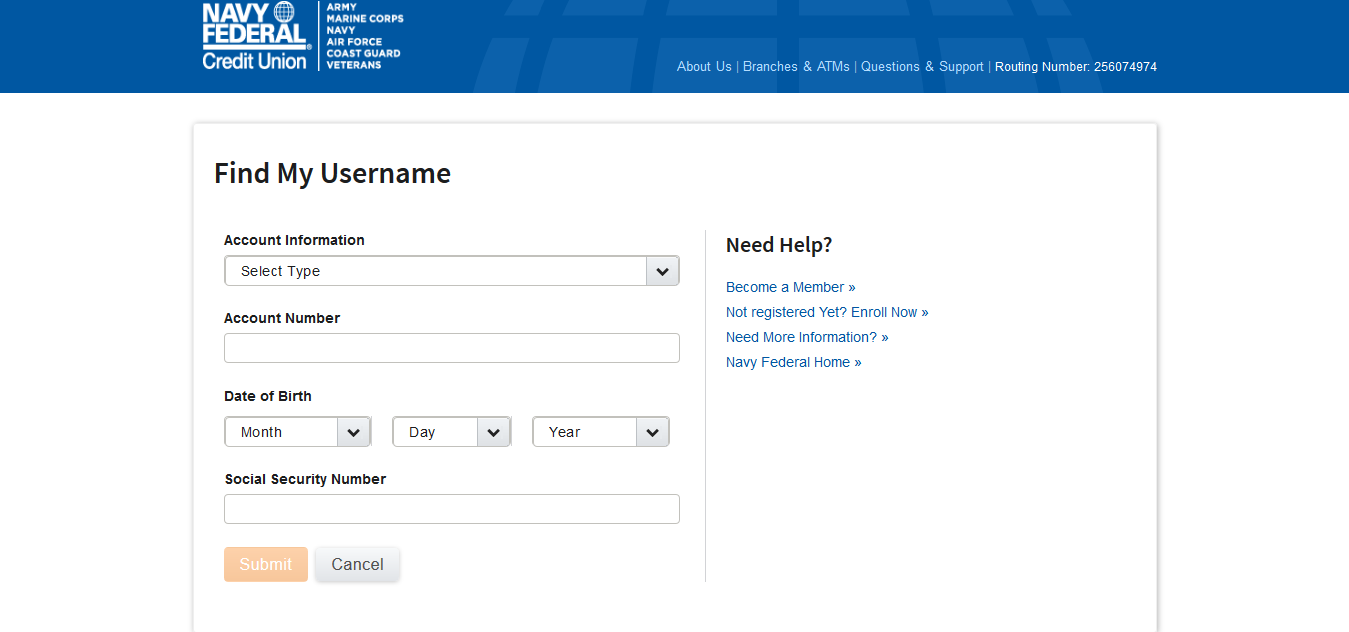 NAVY
FEDERAL®
Credit Union
ARMY
MARINE CORPS
NAVY
AIR FORCE
COAST GUARD
VETERANS
About Us | Branches & ATMs | Questions & Support | Routing Number: 256074974
Find My Username
Account Information
Select Type
Account Number
Date of Birth
Month Day Year
Social Security Number
Submit Cancel
Need Help?
Become a Member »
Not registered Yet? Enroll Now »
Need More Information? »
Navy Federal Home »